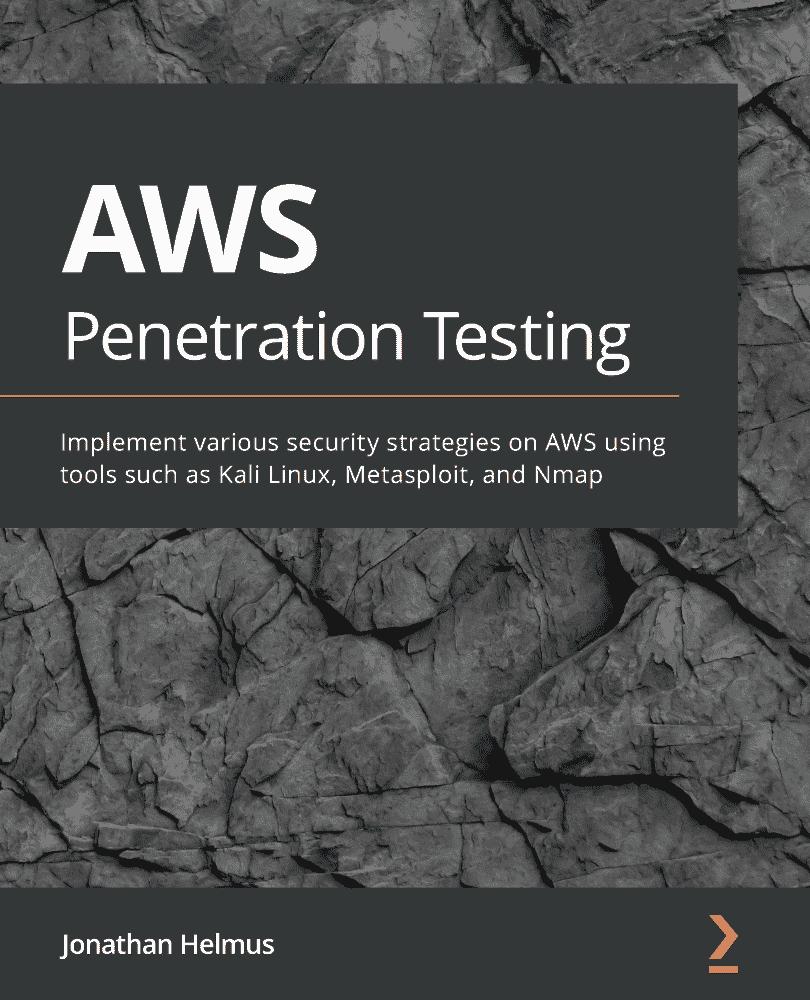 AWS
Penetration Testing
Implement various security strategies on AWS using
tools such as Kali Linux, Metasploit, and Nmap
Jonathan Helmus